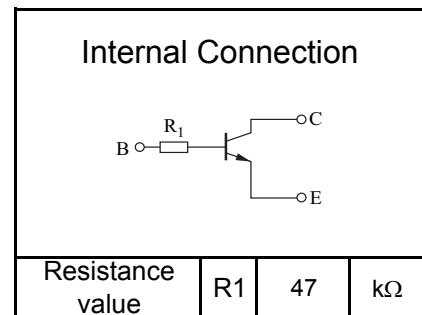 Internal Connection
R₁
C
B
E
Resistance value R1 47 kΩ